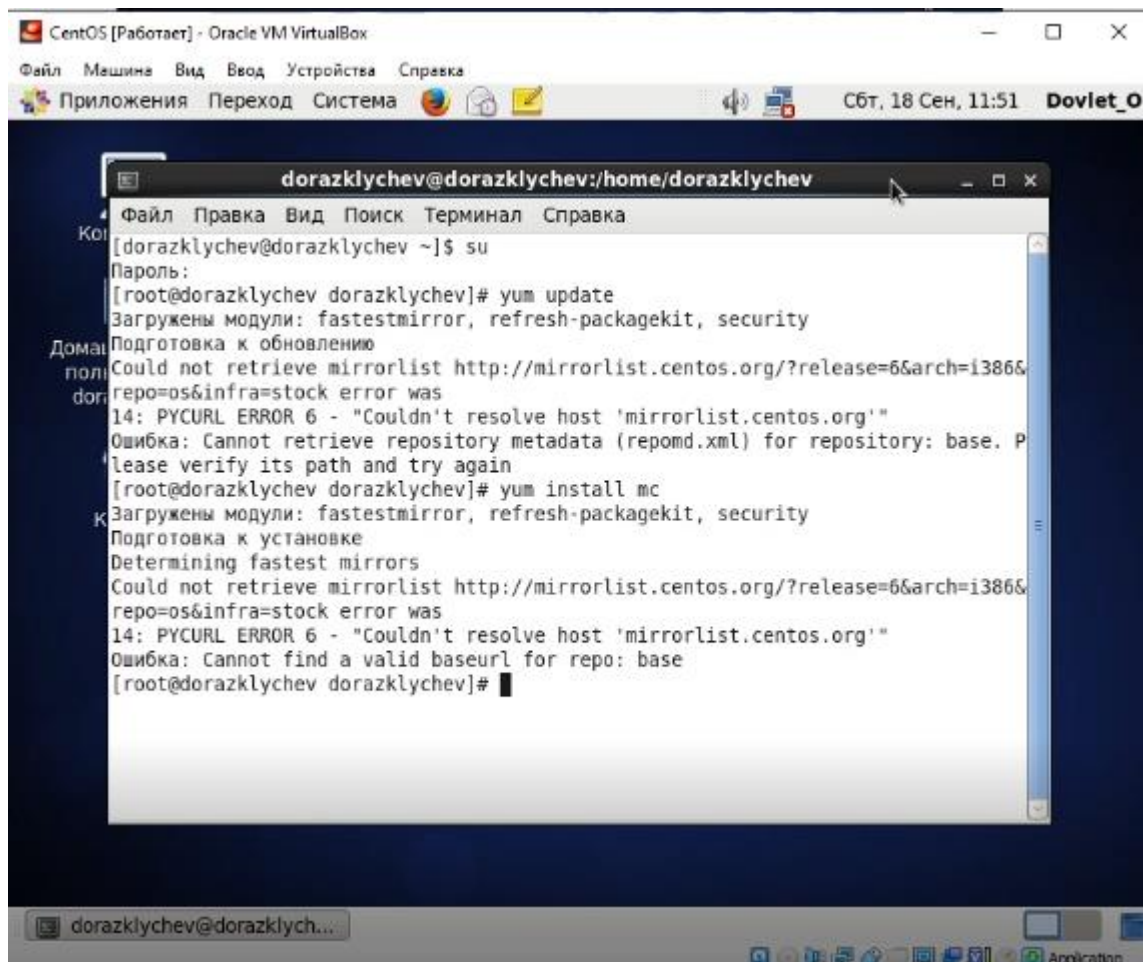 CentOS [Работает] - Oracle VM VirtualBox
Файл Машина Вид Ввод Устройства Справка
Приложения Переход Система Сбт, 18 Сен, 11:51 Dovlet_O
dorazklychev@dorazklychev:/home/dorazklychev
Файл Правка Вид Поиск Терминал Справка
[dorazklychev@dorazklychev ~]$ su
Пароль:
[root@dorazklychev dorazklychev]# yum update
Загружены модули: fastestmirror, refresh-packagekit, security
Подготовка к обновлению
Could not retrieve mirrorlist http://mirrorlist.centos.org/?release=6&arch=i386&
repo=os&infra=stock error was
14: PYCURL ERROR 6 - "Couldn't resolve host 'mirrorlist.centos.org'"
Ошибка: Cannot retrieve repository metadata (repomd.xml) for repository: base. P
lease verify its path and try again
[root@dorazklychev dorazklychev]# yum install mc
Загружены модули: fastestmirror, refresh-packagekit, security
Подготовка к установке
Determining fastest mirrors
Could not retrieve mirrorlist http://mirrorlist.centos.org/?release=6&arch=i386&
repo=os&infra=stock error was
14: PYCURL ERROR 6 - "Couldn't resolve host 'mirrorlist.centos.org'"
Ошибка: Cannot find a valid baseurl for repo: base
[root@dorazklychev dorazklychev]#
Кол
Домаш
поль
dora
К
dorazklychev@dorazklych...
Application